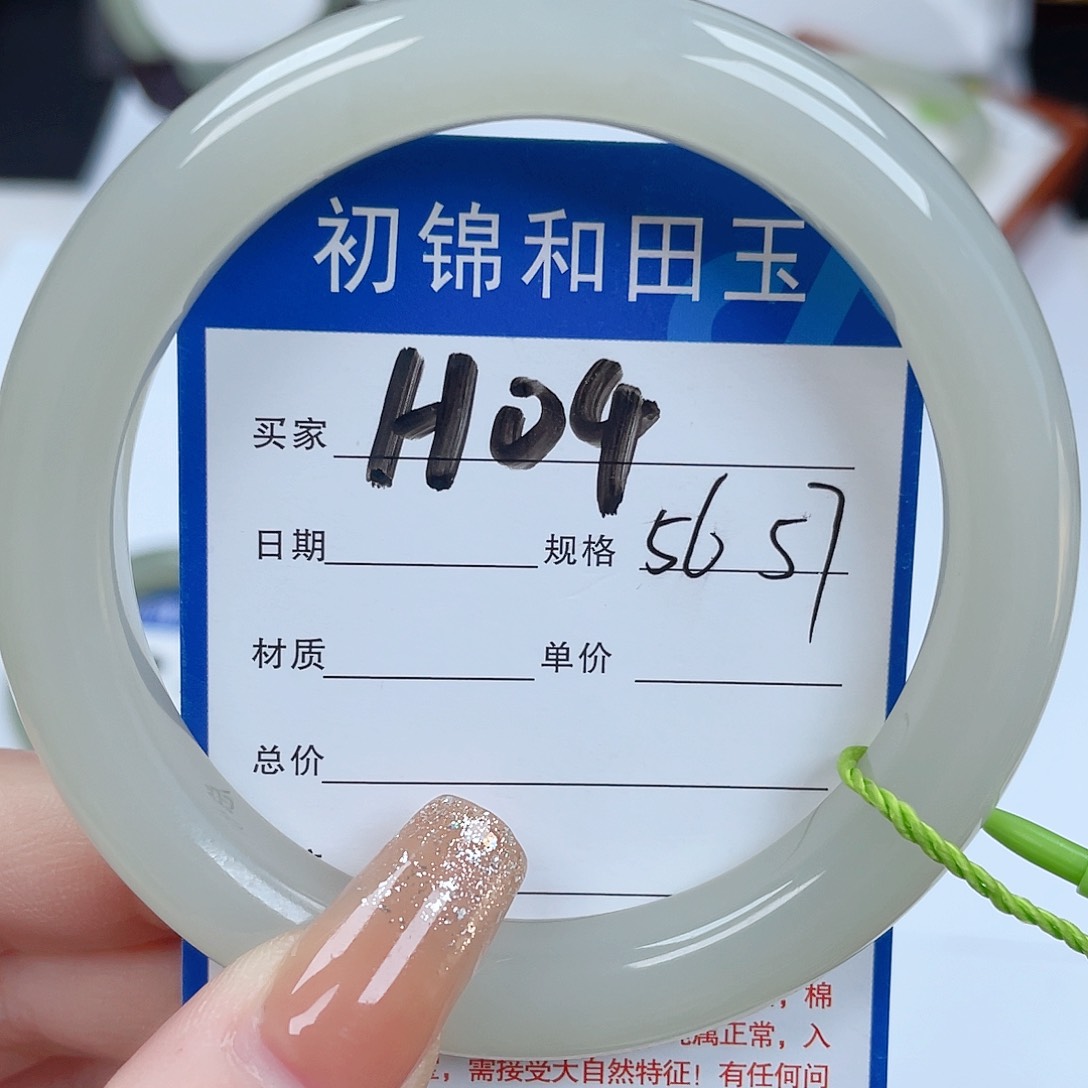 初锦和田玉
买家 H04
日期 规格 56 57
材质 单价
总价
，棉
属正常，入
，需接受大自然特征！有任何问